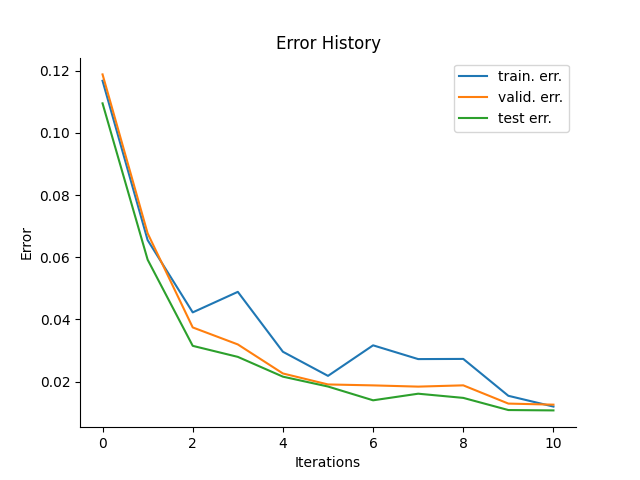 Error History
train. err.
valid. err.
test err.
0.12
0.10
0.08
0.06
0.04
0.02
Error
0 2 4 6 8 10
Iterations